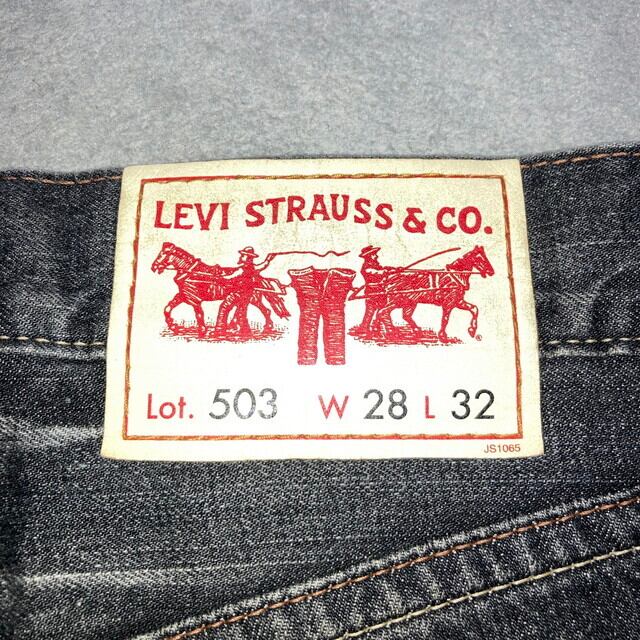 LEVI STRAUSS & CO.
®
Lot. 503 W 28 L 32
JS1065